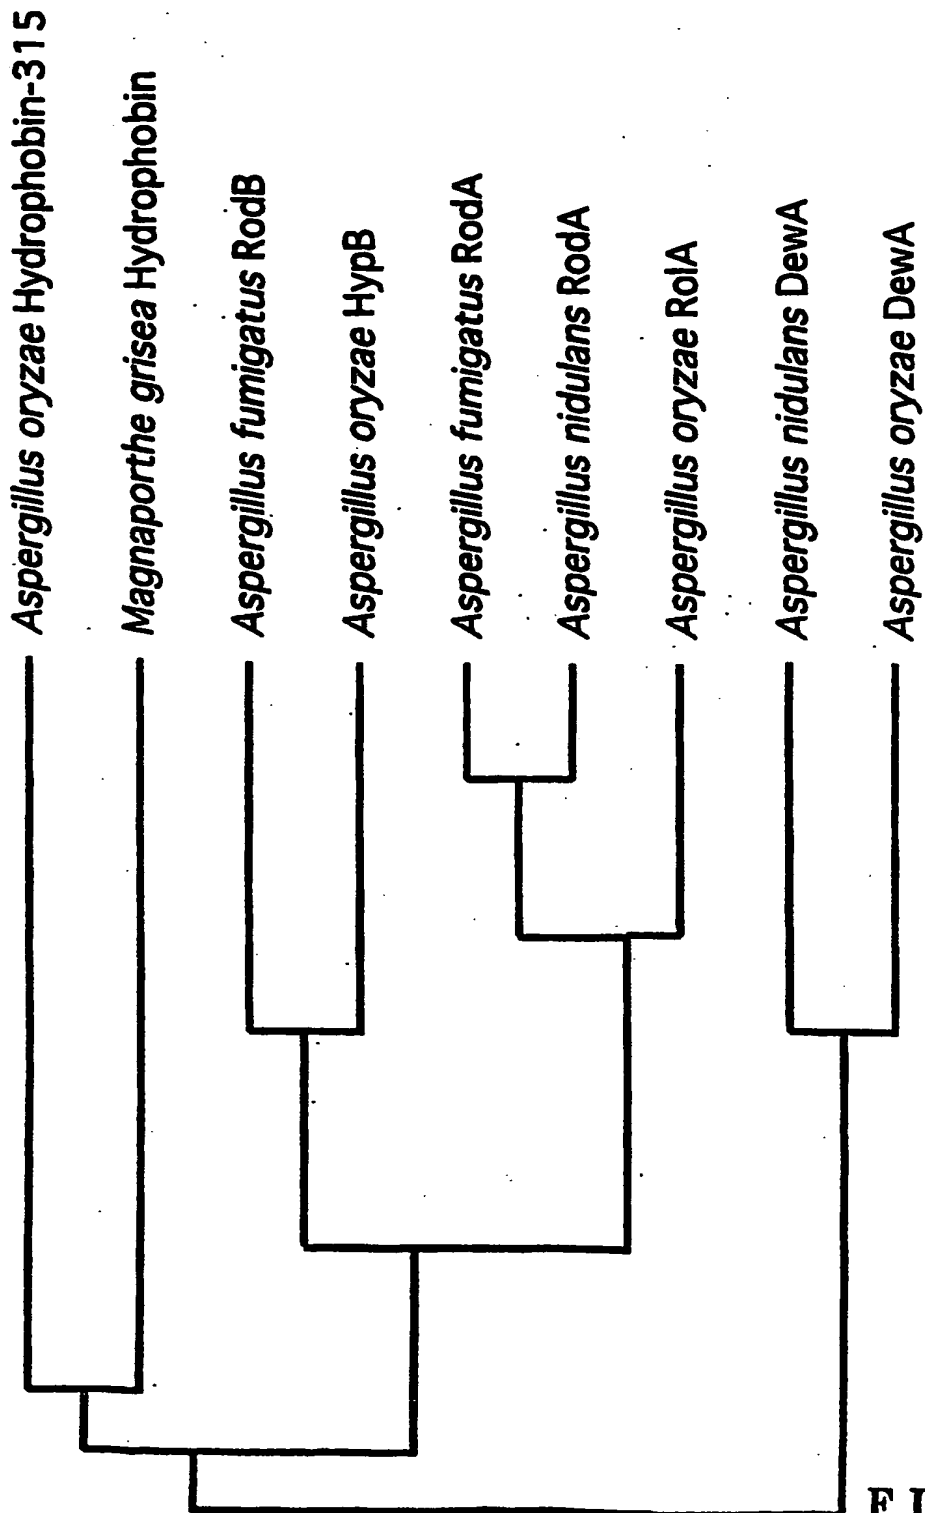 Aspergillus oryzae Hydrophobin-315
Magnaporthe grisea Hydrophobin
Aspergillus fumigatus RodB
Aspergillus oryzae HypB
Aspergillus fumigatus RodA
Aspergillus nidulans RodA
Aspergillus oryzae RolA
Aspergillus nidulans DewA
Aspergillus oryzae DewA